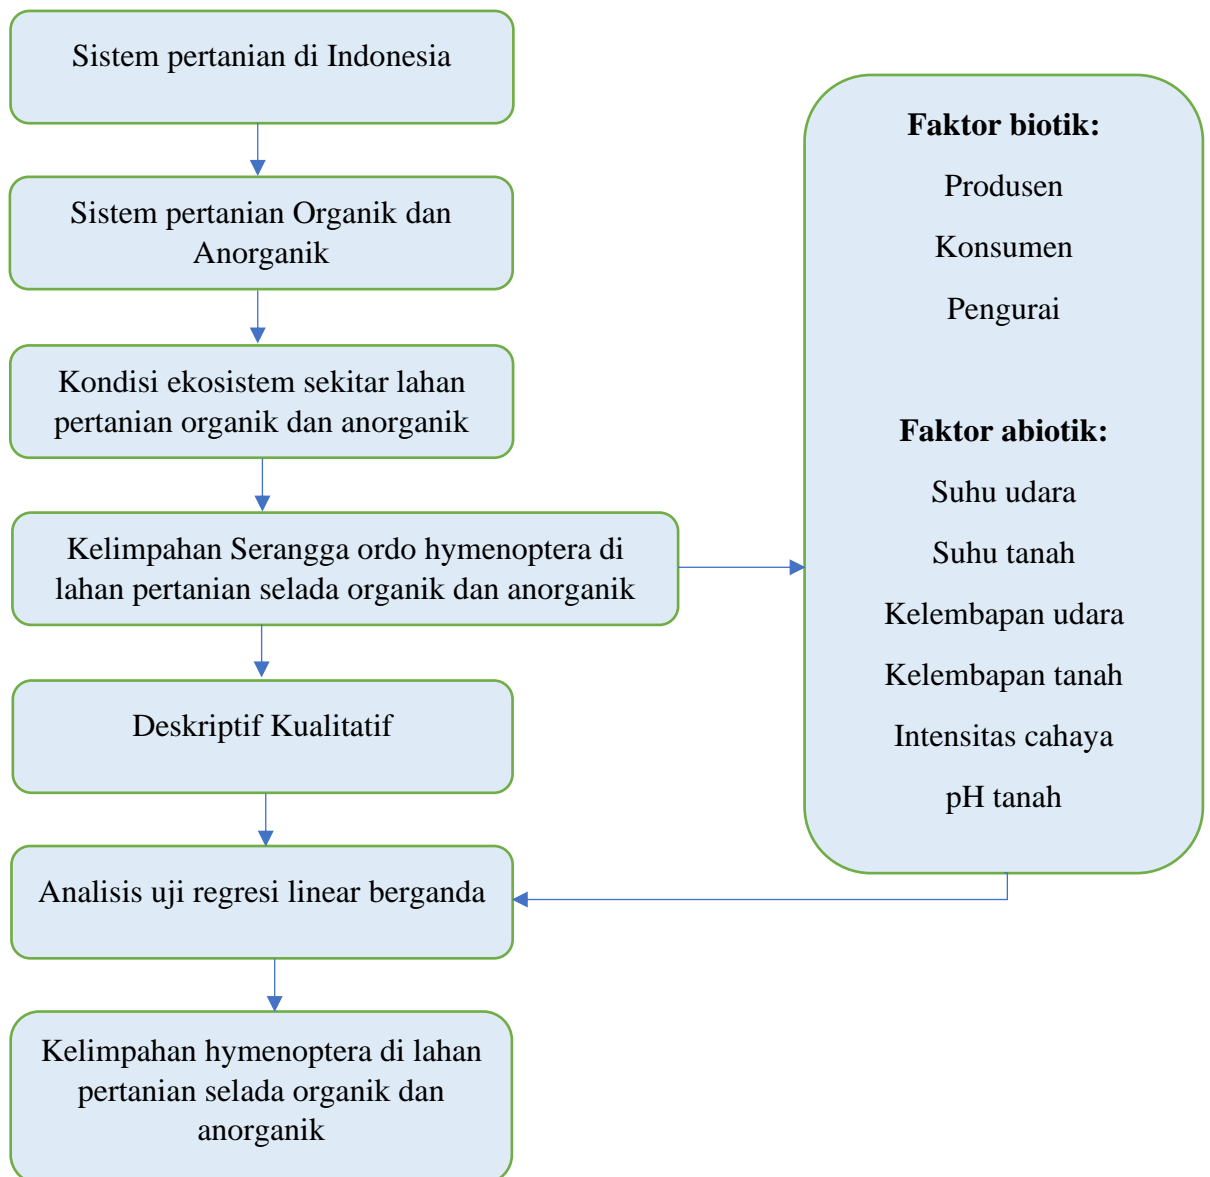 Sistem pertanian di Indonesia
Sistem pertanian Organik dan
Anorganik
Kondisi ekosistem sekitar lahan
pertanian organik dan anorganik
Kelimpahan Serangga ordo hymenoptera di
lahan pertanian selada organik dan anorganik
Deskriptif Kualitatif
Analisis uji regresi linear berganda
Kelimpahan hymenoptera di lahan
pertanian selada organik dan
anorganik
Faktor biotik:
Produsen
Konsumen
Pengurai
Faktor abiotik:
Suhu udara
Suhu tanah
Kelembapan udara
Kelembapan tanah
Intensitas cahaya
pH tanah